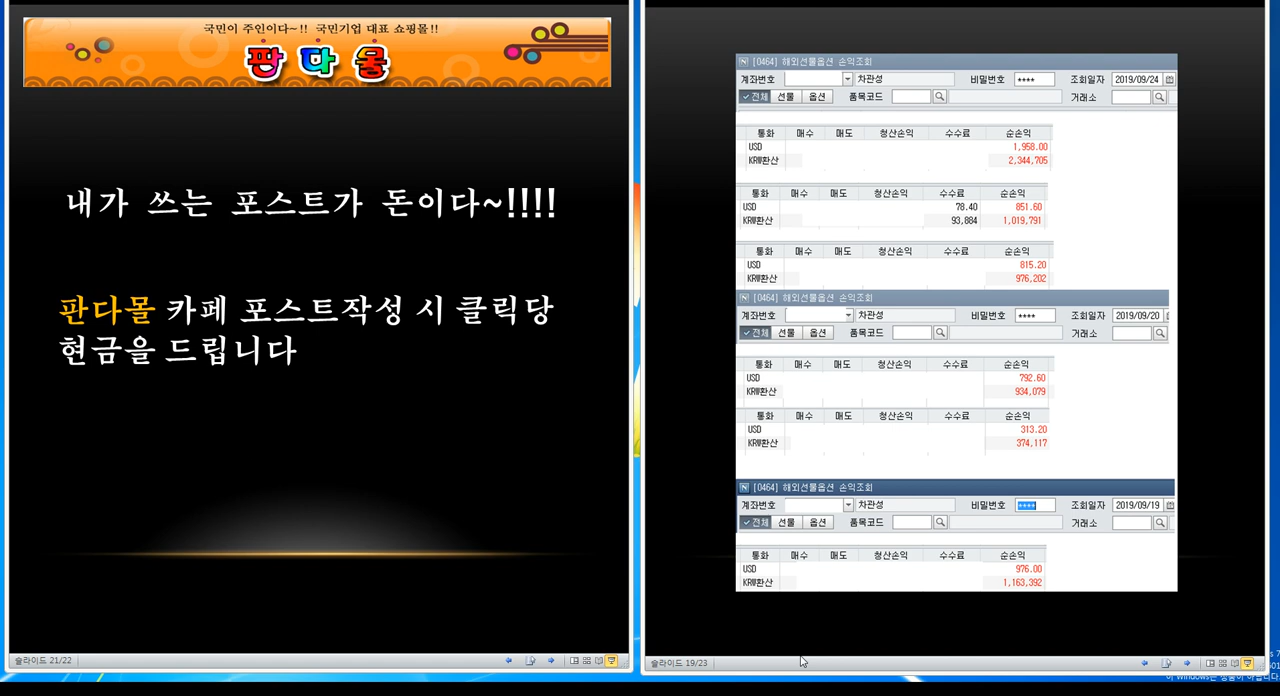 국민이 주인이다~!! 국민기업 대표 쇼핑몰!!
판다몰
내가 쓰는 포스트가 돈이다~!!!!
판다몰 카페 포스트작성 시 클릭당
현금을 드립니다
슬라이드 21/22
[0464] 해외선물옵션 손익조회
계좌번호 차관성 비밀번호 **** 조회일자 2019/09/24
전체 선물 옵션 품목코드 거래소
통화 매수 매도 청산손익 수수료 순손익
USD 1,958.00
KRW환산 2,344,705
통화 매수 매도 청산손익 수수료 순손익
USD 78.40 851.60
KRW환산 93,884 1,019,791
통화 매수 매도 청산손익 수수료 순손익
USD 815.20
KRW환산 976,202
[0464] 해외선물옵션 손익조회
계좌번호 차관성 비밀번호 **** 조회일자 2019/09/20
전체 선물 옵션 품목코드 거래소
통화 매수 매도 청산손익 수수료 순손익
USD 792.60
KRW환산 934,079
통화 매수 매도 청산손익 수수료 순손익
USD 313.20
KRW환산 374,117
[0464] 해외선물옵션 손익조회
계좌번호 차관성 비밀번호 **** 조회일자 2019/09/19
전체 선물 옵션 품목코드 거래소
통화 매수 매도 청산손익 수수료 순손익
USD 976.00
KRW환산 1,163,392
슬라이드 19/23